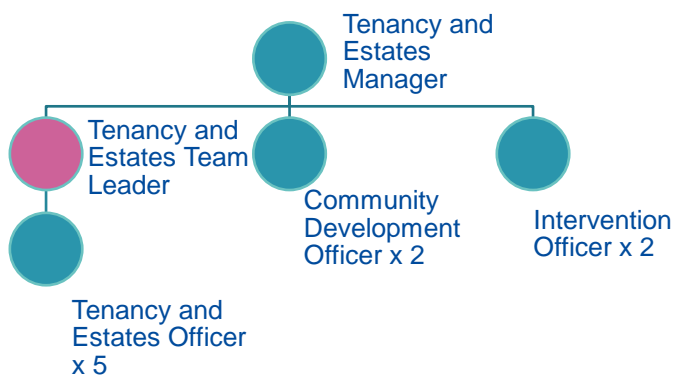 Tenancy and
Estates
Manager
Tenancy and
Estates Team
Leader
Community
Development
Officer x 2
Intervention
Officer x 2
Tenancy and
Estates Officer
x 5